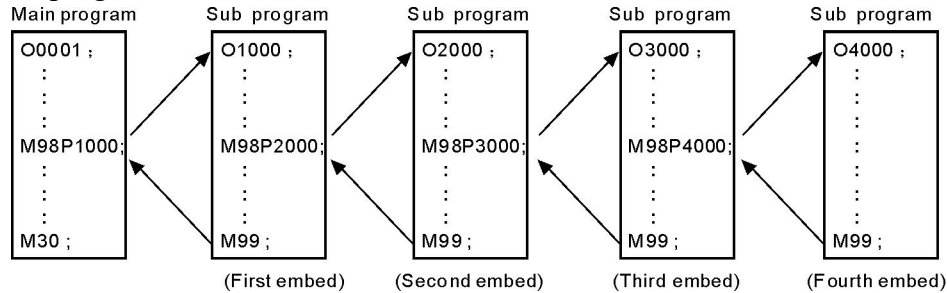 Main program
Sub program
Sub program
Sub program
Sub program
O0001 ;
:
:
:
M98P1000;
:
:
:
M30 ;
O1000 ;
:
:
:
M98P2000;
:
:
:
M99 ;
(First embed)
O2000 ;
:
:
:
M98P3000;
:
:
:
M99 ;
(Second embed)
O3000 ;
:
:
:
M98P4000;
:
:
:
M99 ;
(Third embed)
O4000 ;
:
:
:
:
:
:
M99 ;
(Fourth embed)